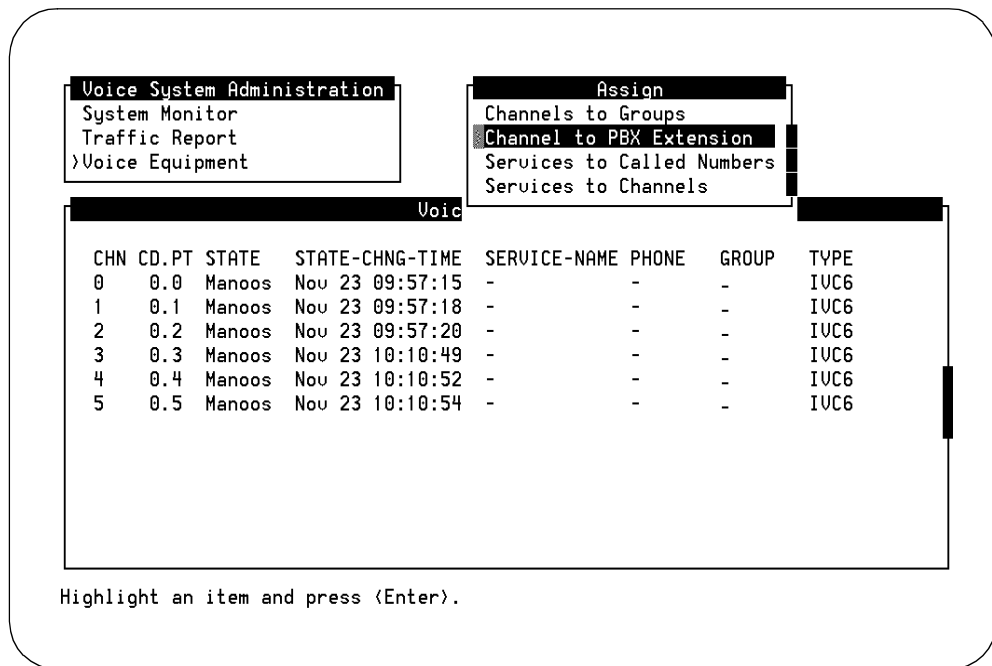 Voice System Administration
System Monitor
Traffic Report
>Voice Equipment
Assign
Channels to Groups
>Channel to PBX Extension
Services to Called Numbers
Services to Channels
Voic
CHN CD.PT STATE STATE-CHNG-TIME SERVICE-NAME PHONE GROUP TYPE
0 0.0 Manoos Nov 23 09:57:15 - - - IVC6
1 0.1 Manoos Nov 23 09:57:18 - - - IVC6
2 0.2 Manoos Nov 23 09:57:20 - - - IVC6
3 0.3 Manoos Nov 23 10:10:49 - - - IVC6
4 0.4 Manoos Nov 23 10:10:52 - - - IVC6
5 0.5 Manoos Nov 23 10:10:54 - - - IVC6
Highlight an item and press <Enter>.